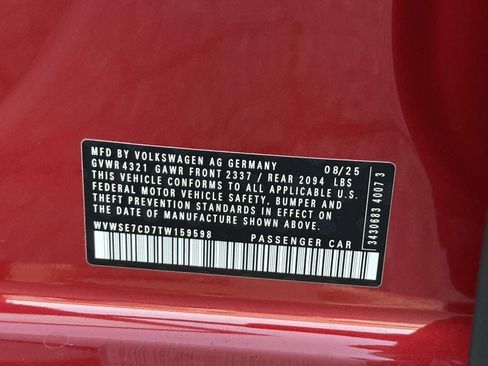 MFD BY VOLKSWAGEN AG GERMANY 08/25
GVWR 4321 GAWR FRONT 2337 / REAR 2094 LBS
THIS VEHICLE CONFORMS TO ALL APPLICABLE U.S.
FEDERAL MOTOR VEHICLE SAFETY, BUMPER AND
THEFT PREVENTION STANDARDS IN EFFECT ON
THE DATE OF MANUFACTURE SHOWN ABOVE.
WVWSE7CD7TW159598 PASSENGER CAR
3430683 4007 3